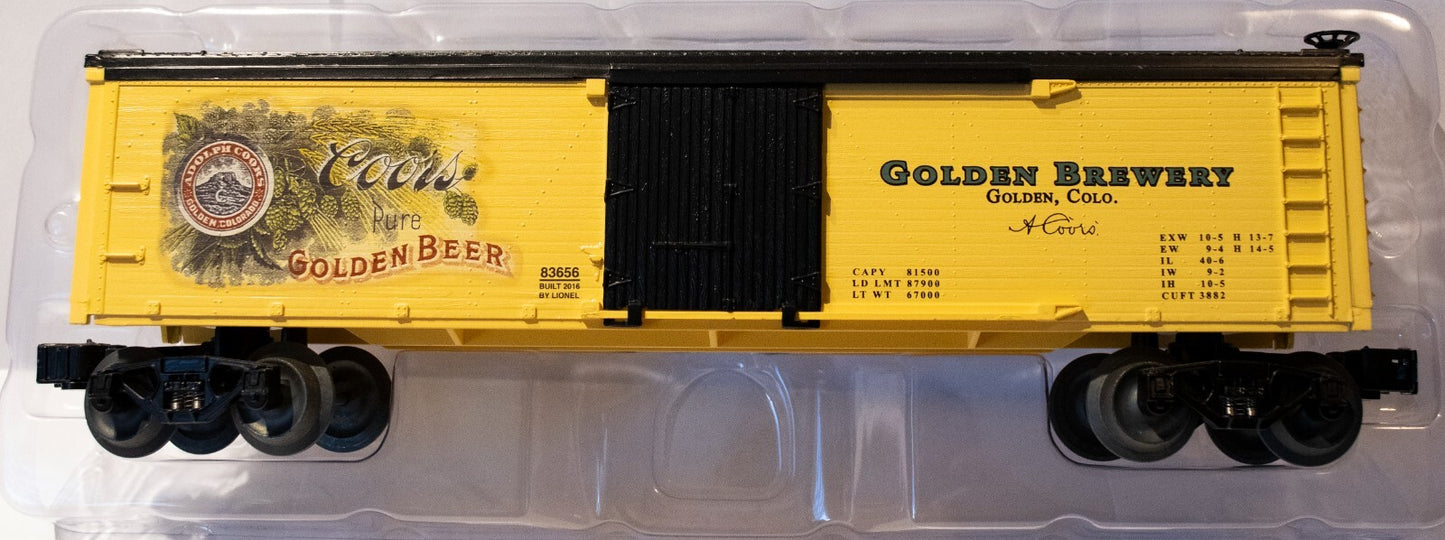 ADOLPH COORS
GOLDEN, COLORADO.
Coors
Pure
GOLDEN BEER
83656
BUILT 2016
BY LIONEL
GOLDEN BREWERY
GOLDEN, COLO.
A Coors
CAPY 81500
LD LMT 87900
LT WT 67000
EXW 10-5 H 13-7
EW 9-4 H 14-5
IL 40-6
IW 9-2
IH 10-5
CUFT 3882